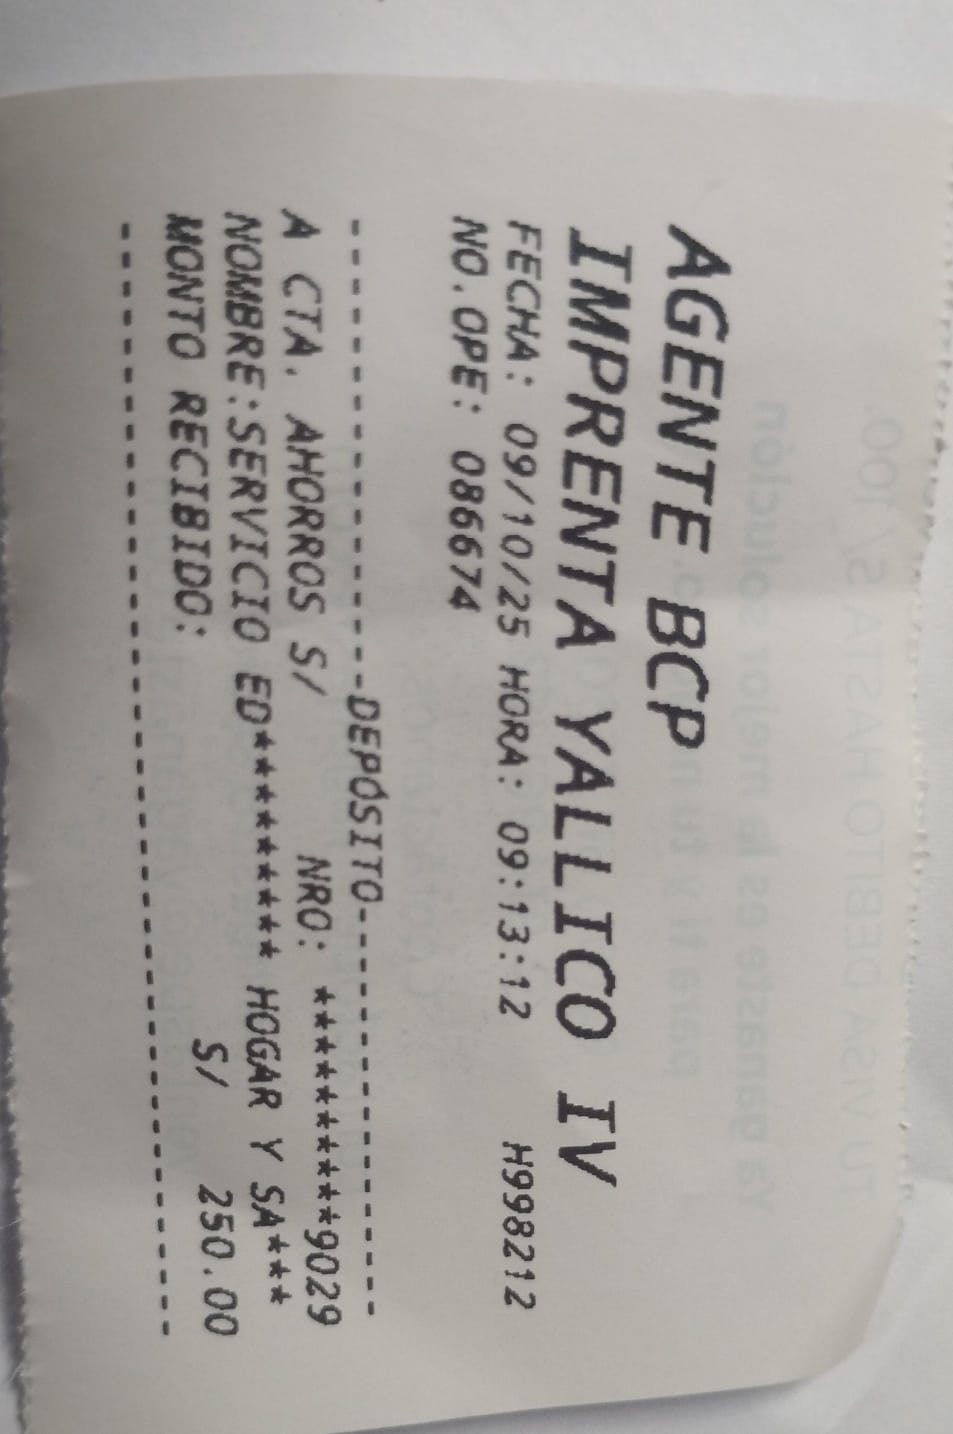 AGENTE BCP
IMPRENTA YALLICO IV
FECHA: 09/10/25 HORA: 09:13:12 H998212
NO.OPE: 086674
-------------DEPOSITO-------------
A CTA. AHORROS S/ NRO: **********9029
NOMBRE:SERVICIO ED********** HOGAR Y SA****
MONTO RECIBIDO: S/ 250.00
----------------------------------------